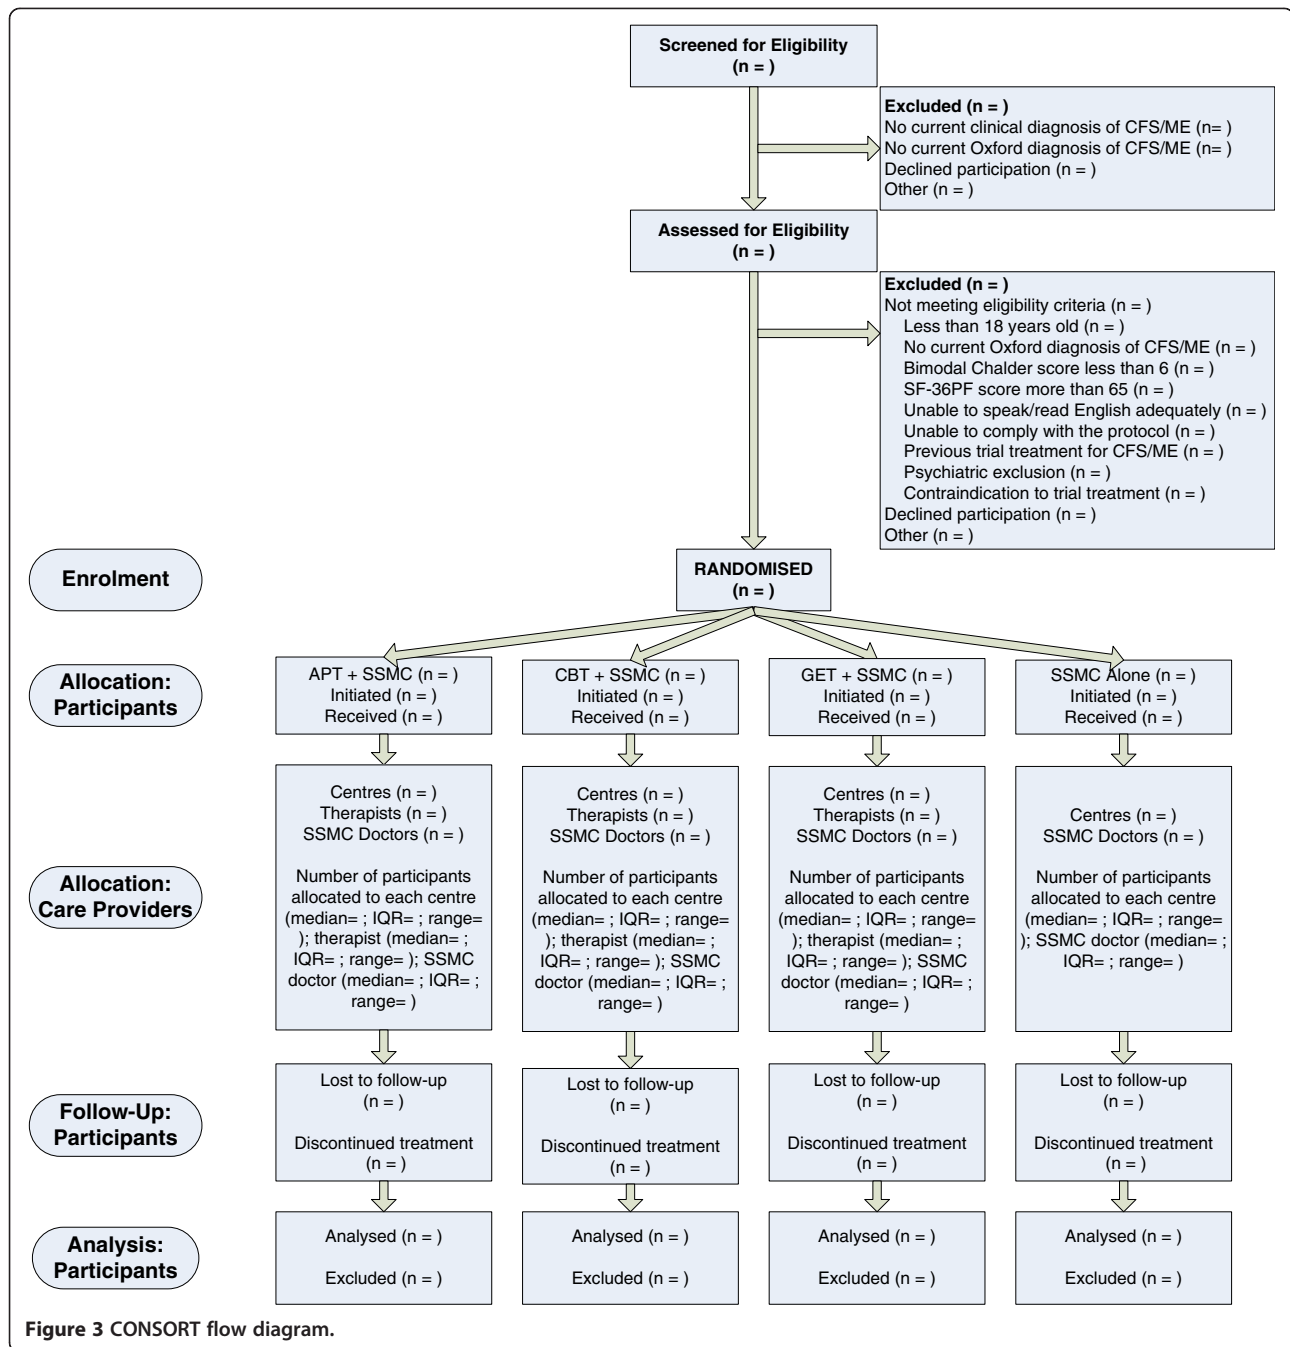 Screened for Eligibility
(n = )
Excluded (n = )
No current clinical diagnosis of CFS/ME (n= )
No current Oxford diagnosis of CFS/ME (n= )
Declined participation (n = )
Other (n = )
Assessed for Eligibility
(n = )
Excluded (n = )
Not meeting eligibility criteria (n = )
Less than 18 years old (n = )
No current Oxford diagnosis of CFS/ME (n = )
Bimodal Chalder score less than 6 (n = )
SF-36PF score more than 65 (n = )
Unable to speak/read English adequately (n = )
Unable to comply with the protocol (n = )
Previous trial treatment for CFS/ME (n = )
Psychiatric exclusion (n = )
Contraindication to trial treatment (n = )
Declined participation (n = )
Other (n = )
Enrolment
RANDOMISED
(n = )
Allocation:
Participants
APT + SSMC (n = )
Initiated (n = )
Received (n = )
CBT + SSMC (n = )
Initiated (n = )
Received (n = )
GET + SSMC (n = )
Initiated (n = )
Received (n = )
SSMC Alone (n = )
Initiated (n = )
Received (n = )
Allocation:
Care Providers
Centres (n = )
Therapists (n = )
SSMC Doctors (n = )
Number of participants
allocated to each centre
(median= ; IQR= ; range=
); therapist (median= ;
IQR= ; range= ); SSMC
doctor (median= ; IQR= ;
range= )
Centres (n = )
Therapists (n = )
SSMC Doctors (n = )
Number of participants
allocated to each centre
(median= ; IQR= ; range=
); therapist (median= ;
IQR= ; range= ); SSMC
doctor (median= ; IQR= ;
range= )
Centres (n = )
Therapists (n = )
SSMC Doctors (n = )
Number of participants
allocated to each centre
(median= ; IQR= ; range=
); therapist (median= ;
IQR= ; range= ); SSMC
doctor (median= ; IQR= ;
range= )
Centres (n = )
SSMC Doctors (n = )
Number of participants
allocated to each centre
(median= ; IQR= ; range=
); SSMC doctor (median= ;
IQR= ; range= )
Follow-Up:
Participants
Lost to follow-up
(n = )
Discontinued treatment
(n = )
Lost to follow-up
(n = )
Discontinued treatment
(n = )
Lost to follow-up
(n = )
Discontinued treatment
(n = )
Lost to follow-up
(n = )
Discontinued treatment
(n = )
Analysis:
Participants
Analysed (n = )
Excluded (n = )
Analysed (n = )
Excluded (n = )
Analysed (n = )
Excluded (n = )
Analysed (n = )
Excluded (n = )
Figure 3 CONSORT flow diagram.